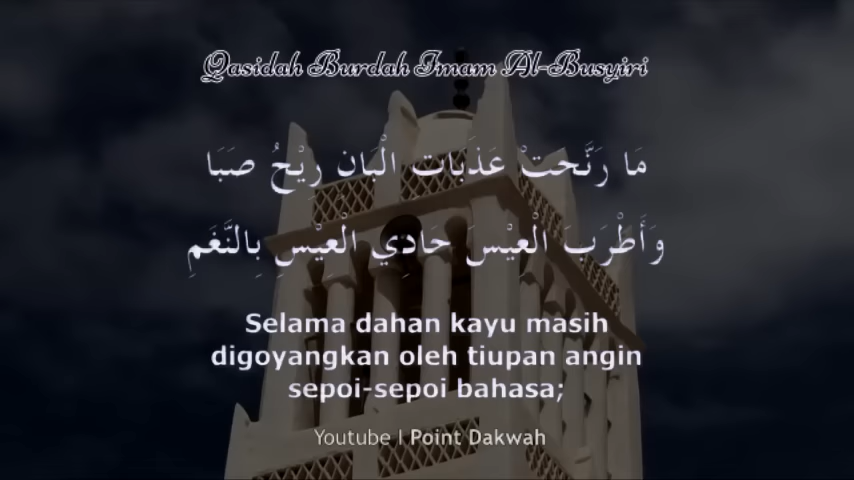 Qasidah Burdah Imam Al-Busyiri
مَا رَنَّحتْ عَذَبَات الْبَان رِيْحُ صَبَا
وَأَطْرَبَ الْعِيْسَ حَادِي الْعِيْسِ بِالنَّغَمِ
Selama dahan kayu masih
digoyangkan oleh tiupan angin
sepoi-sepoi bahasa;
Youtube | Point Dakwah